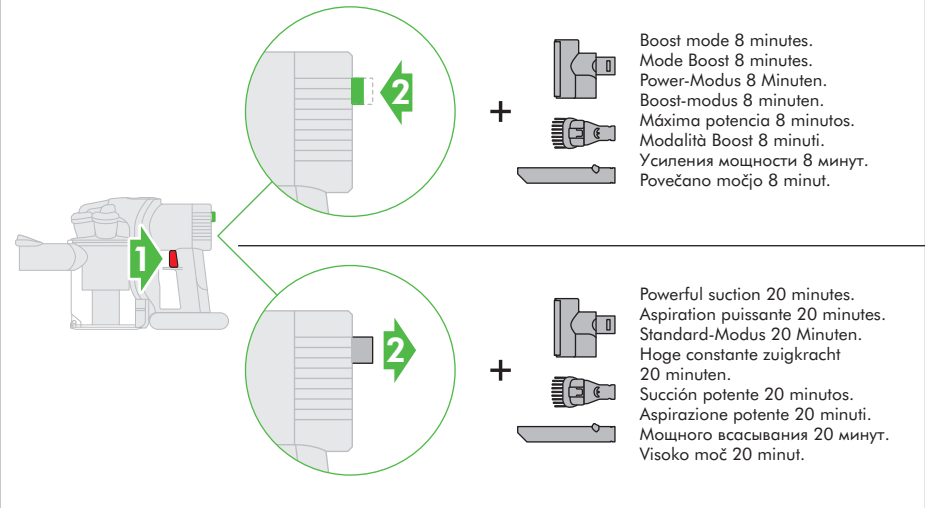 2
Boost mode 8 minutes.
Mode Boost 8 minutes.
Power-Modus 8 Minuten.
Boost-modus 8 minuten.
Máxima potencia 8 minutos.
Modalità Boost 8 minuti.
Усиления мощности 8 минут.
Povečano močjo 8 minut.
+
1
2
Powerful suction 20 minutes.
Aspiration puissante 20 minutes.
Standard-Modus 20 Minuten.
Hoge constante zuigkracht
20 minuten.
Succión potente 20 minutos.
Aspirazione potente 20 minuti.
Мощного всасывания 20 минут.
Visoko moč 20 minut.
+